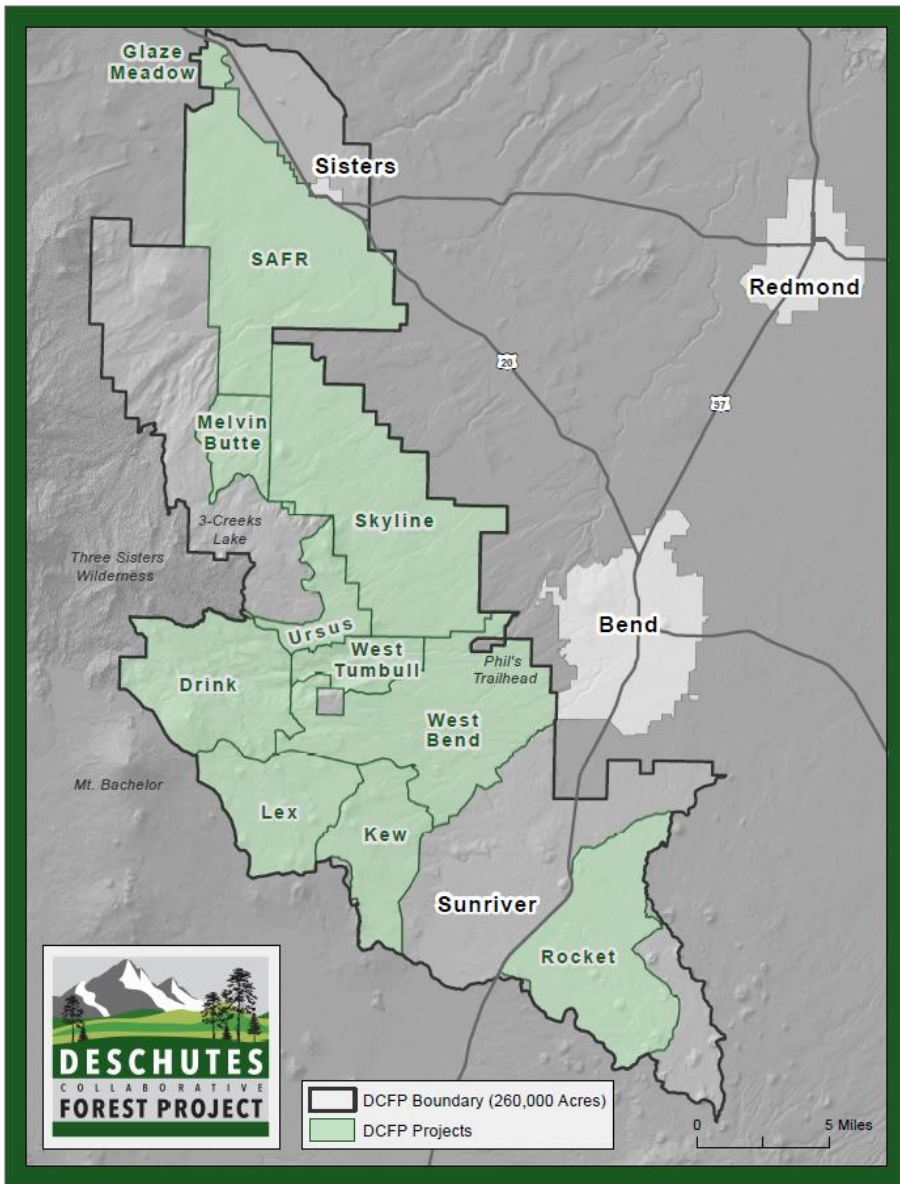 Glaze
Meadow
Sisters
SAFR
Redmond
20
97
Melvin
Butte
3-Creeks
Lake
Skyline
Three Sisters
Wilderness
Ursus
Bend
West
Tumbull
Phil's
Trailhead
Drink
West
Bend
Mt. Bachelor
Lex
Kew
Sunriver
Rocket
DESCHUTES
COLLABORATIVE
FOREST PROJECT
DCFP Boundary (260,000 Acres)
DCFP Projects
0 5 Miles